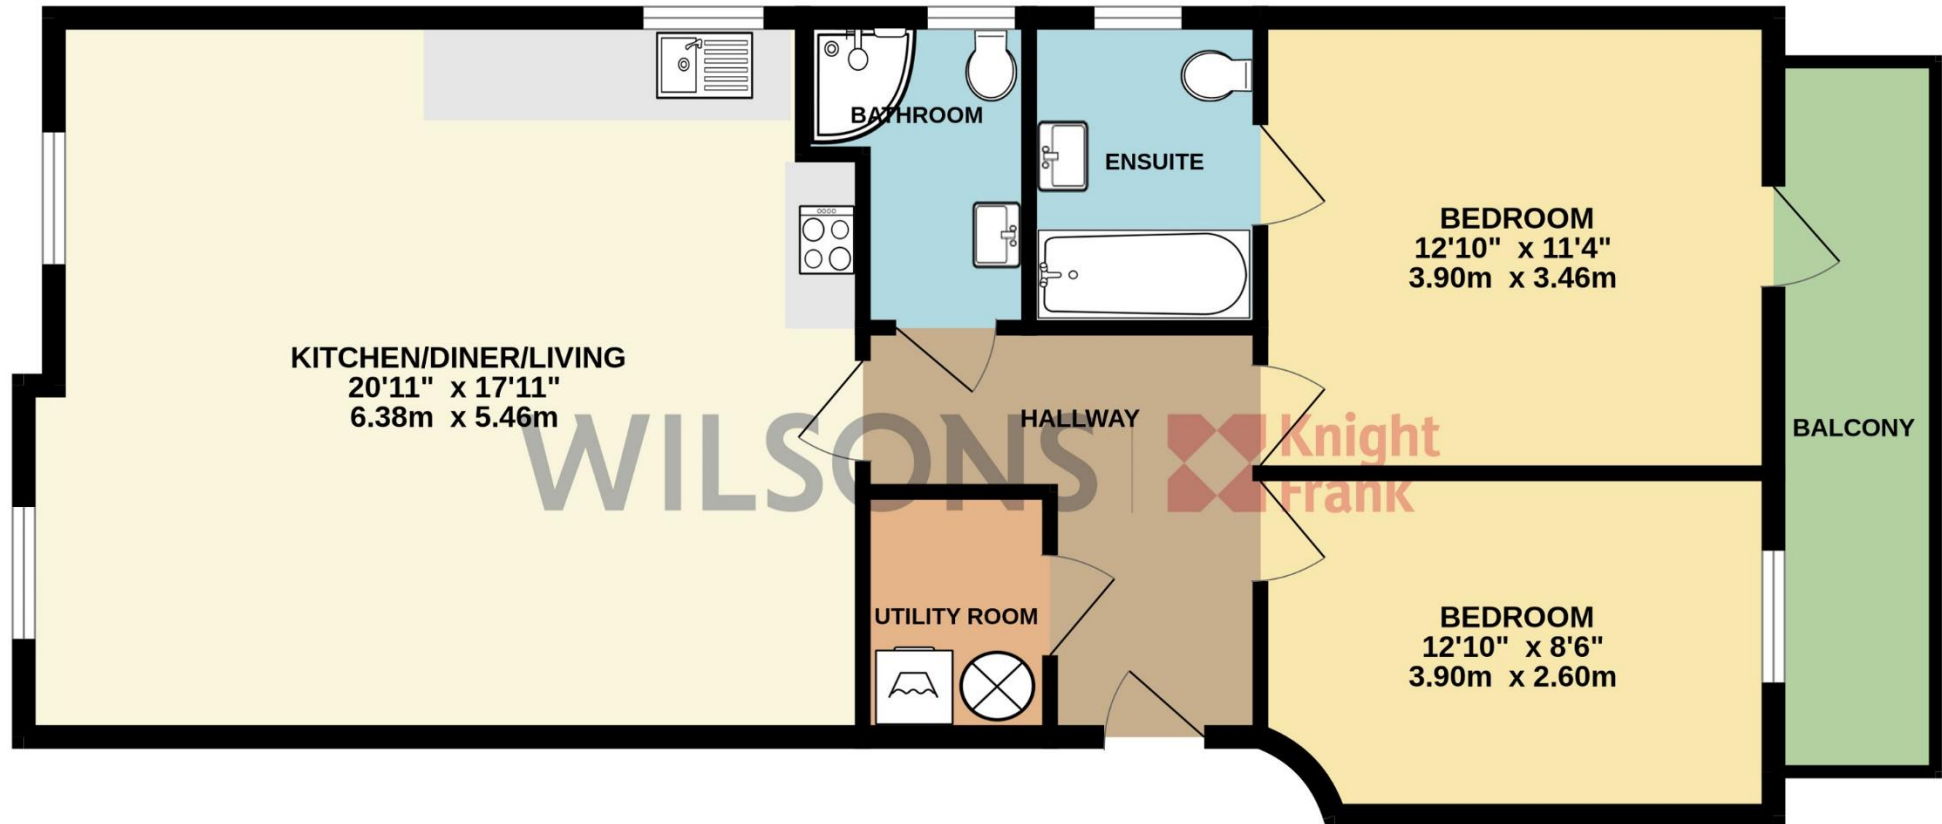 BATHROOM
ENSUITE
BEDROOM
12'10" x 11'4"
3.90m x 3.46m
KITCHEN/DINER/LIVING
20'11" x 17'11"
6.38m x 5.46m
HALLWAY
BALCONY
WILSONS
Knight
Frank
UTILITY ROOM
BEDROOM
12'10" x 8'6"
3.90m x 2.60m